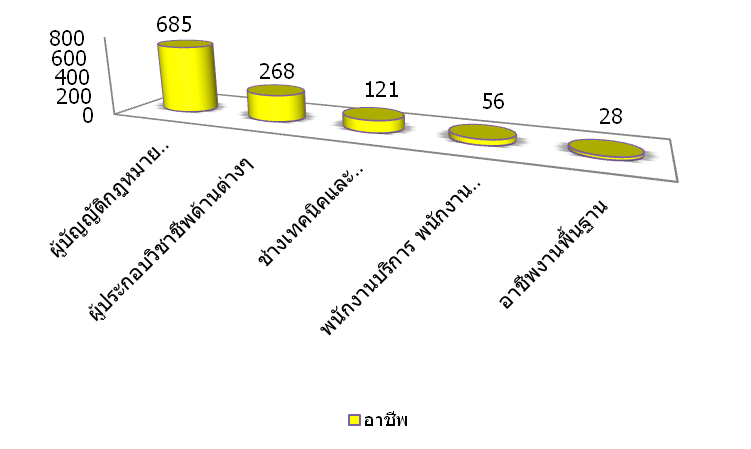 685
268
121
56
28
800
600
400
200
0
ผู้บัญญัติกฎหมาย..
ผู้ประกอบวิชาชีพด้านต่างๆ
ช่างเทคนิคและ..
พนักงานบริการ พนักงาน..
อาชีพงานพื้นฐาน
อาชีพ